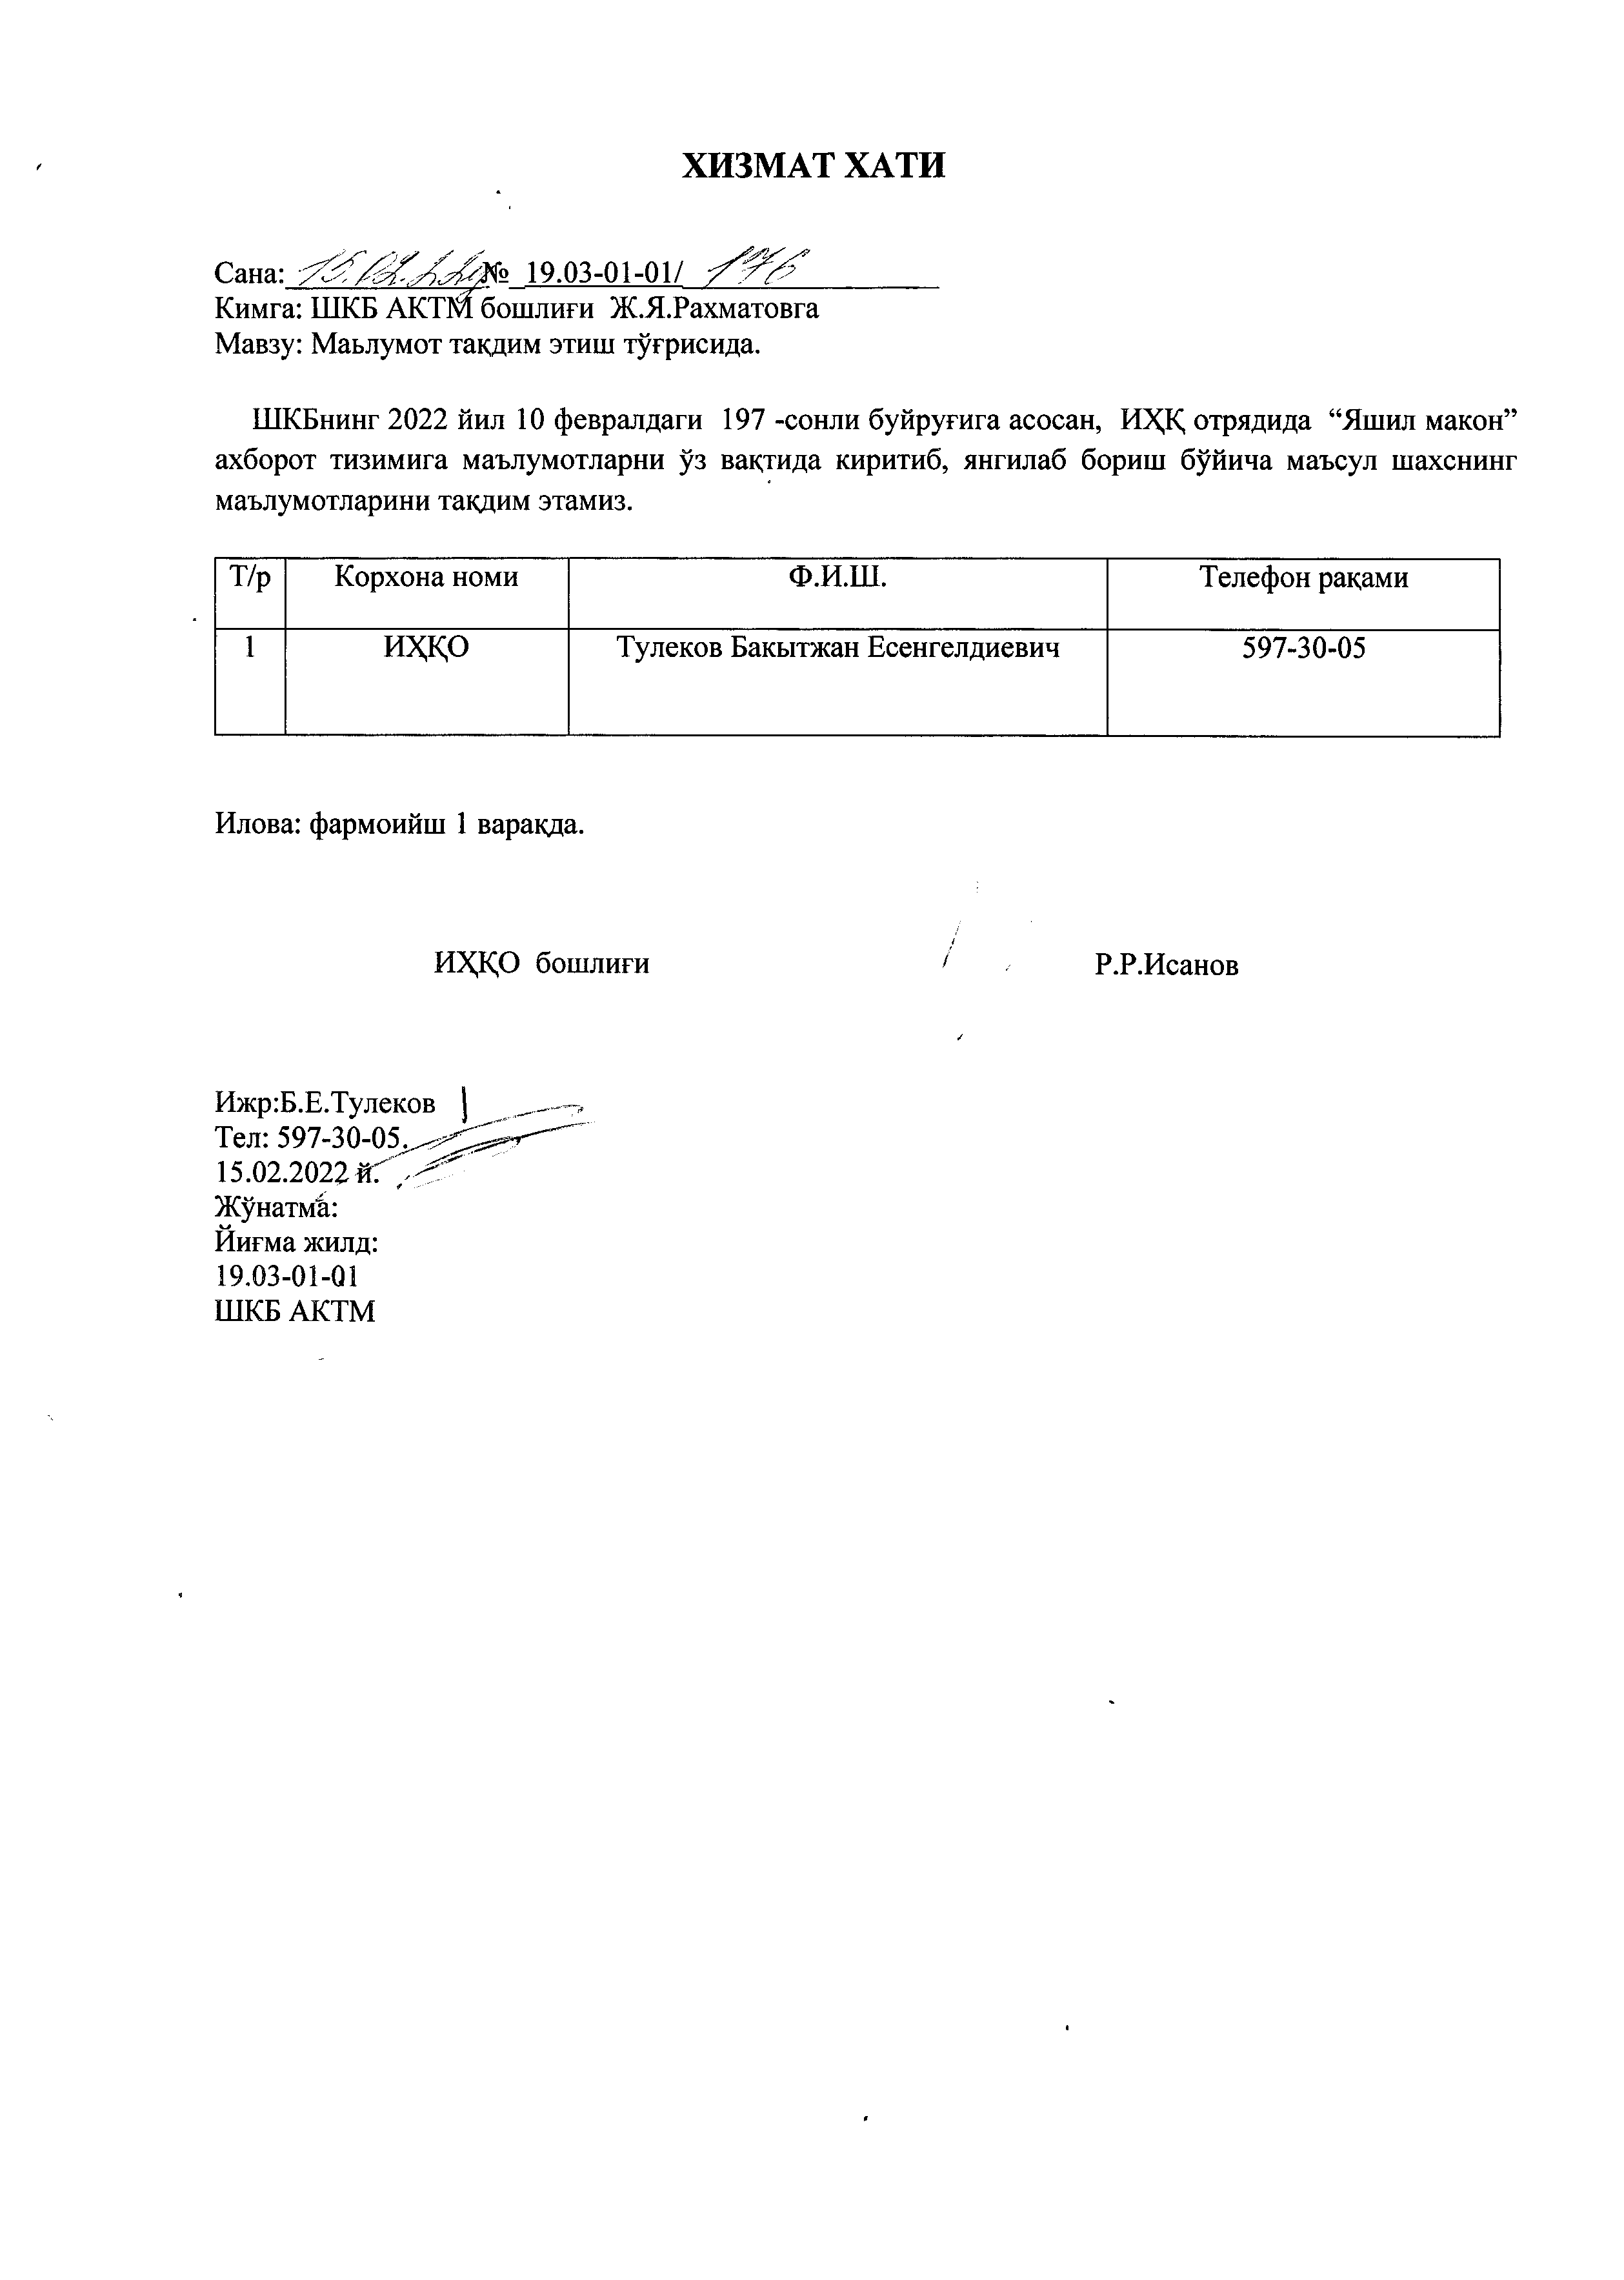 ХИЗМАТ ХАТИ
Сана: 15.02.22й № 19.03-01-01/ 176
Кимга: ШКБ АКТМ бошлиғи Ж.Я.Рахматовга
Мавзу: Маьлумот тақдим этиш тўғрисида.
ШКБнинг 2022 йил 10 февралдаги 197 -сонли буйруғига асосан, ИҲҚ отрядида “Яшил макон”
ахборот тизимига маълумотларни ўз вақтида киритиб, янгилаб бориш бўйича маъсул шахснинг
маълумотларини тақдим этамиз.
Т/р Корхона номи Ф.И.Ш. Телефон рақами
1 ИҲҚО Тулеков Бакытжан Есенгелдиевич 597-30-05
Илова: фармоийш 1 варақда.
ИҲҚО бошлиғи Р.Р.Исанов
Ижр:Б.Е.Тулеков
Тел: 597-30-05.
15.02.2022 й.
Жўнатма:
Йиғма жилд:
19.03-01-01
ШКБ АКТМ